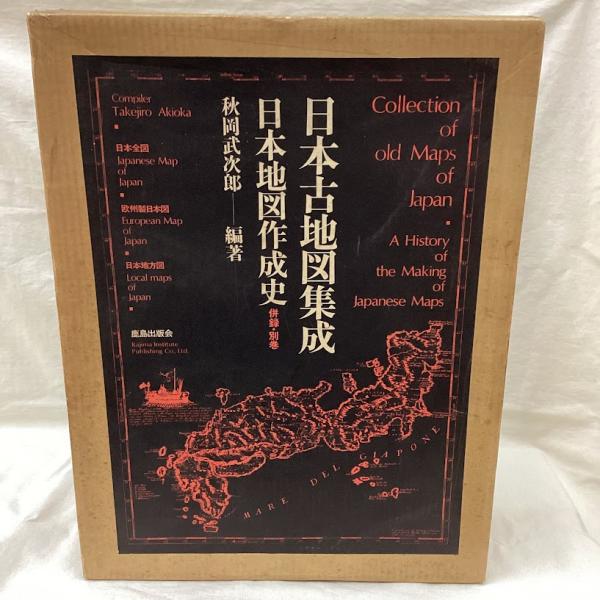 日本古地図集成
日本地図作成史
併録・別巻
秋岡武次郎――編著
Collection
of
old Maps
of
Japan
A History
of
the Making
of
Japanese Maps
Compiler
Takejiro Akioka
日本全図
Japanese Map
of
Japan
欧州製日本図
European Map
of
Japan
日本地方図
Local maps
of
Japan
鹿島出版会
Kajima Institute
Publishing Co., Ltd.
MARE DEL GIAPONE